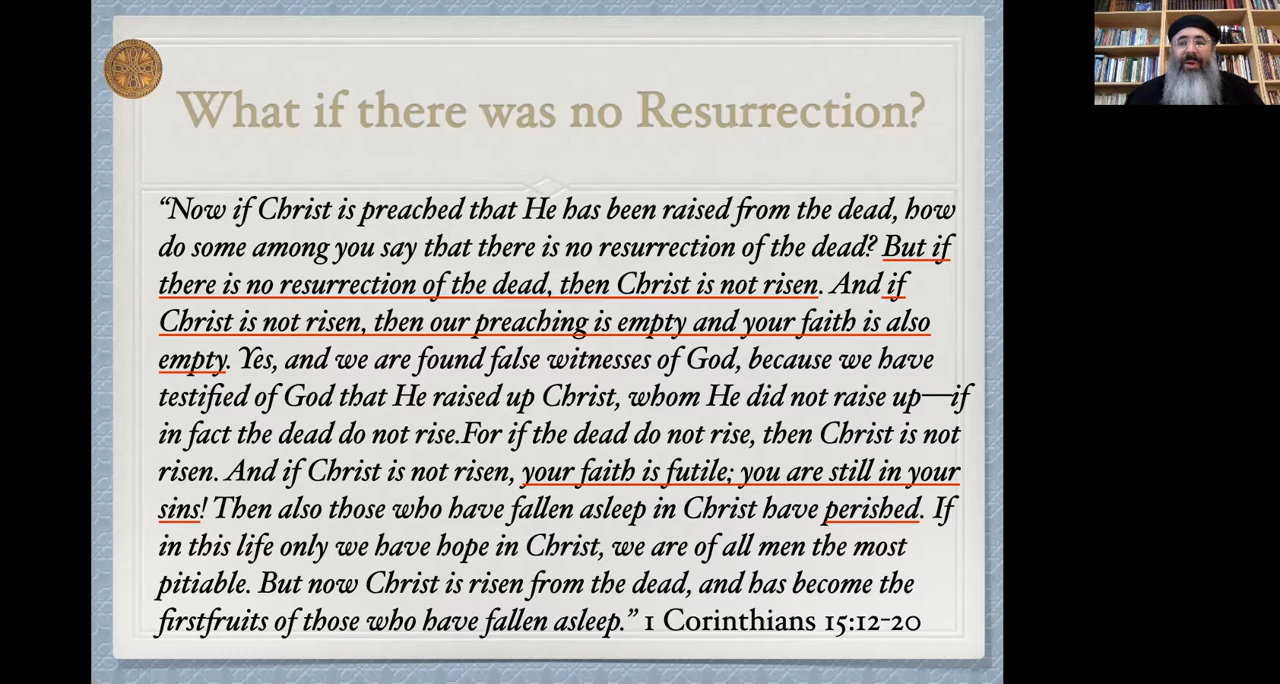 What if there was no Resurrection?
“Now if Christ is preached that He has been raised from the dead, how
do some among you say that there is no resurrection of the dead? But if
there is no resurrection of the dead, then Christ is not risen. And if
Christ is not risen, then our preaching is empty and your faith is also
empty. Yes, and we are found false witnesses of God, because we have
testified of God that He raised up Christ, whom He did not raise up—if
in fact the dead do not rise.For if the dead do not rise, then Christ is not
risen. And if Christ is not risen, your faith is futile; you are still in your
sins! Then also those who have fallen asleep in Christ have perished. If
in this life only we have hope in Christ, we are of all men the most
pitiable. But now Christ is risen from the dead, and has become the
firstfruits of those who have fallen asleep.” 1 Corinthians 15:12-20